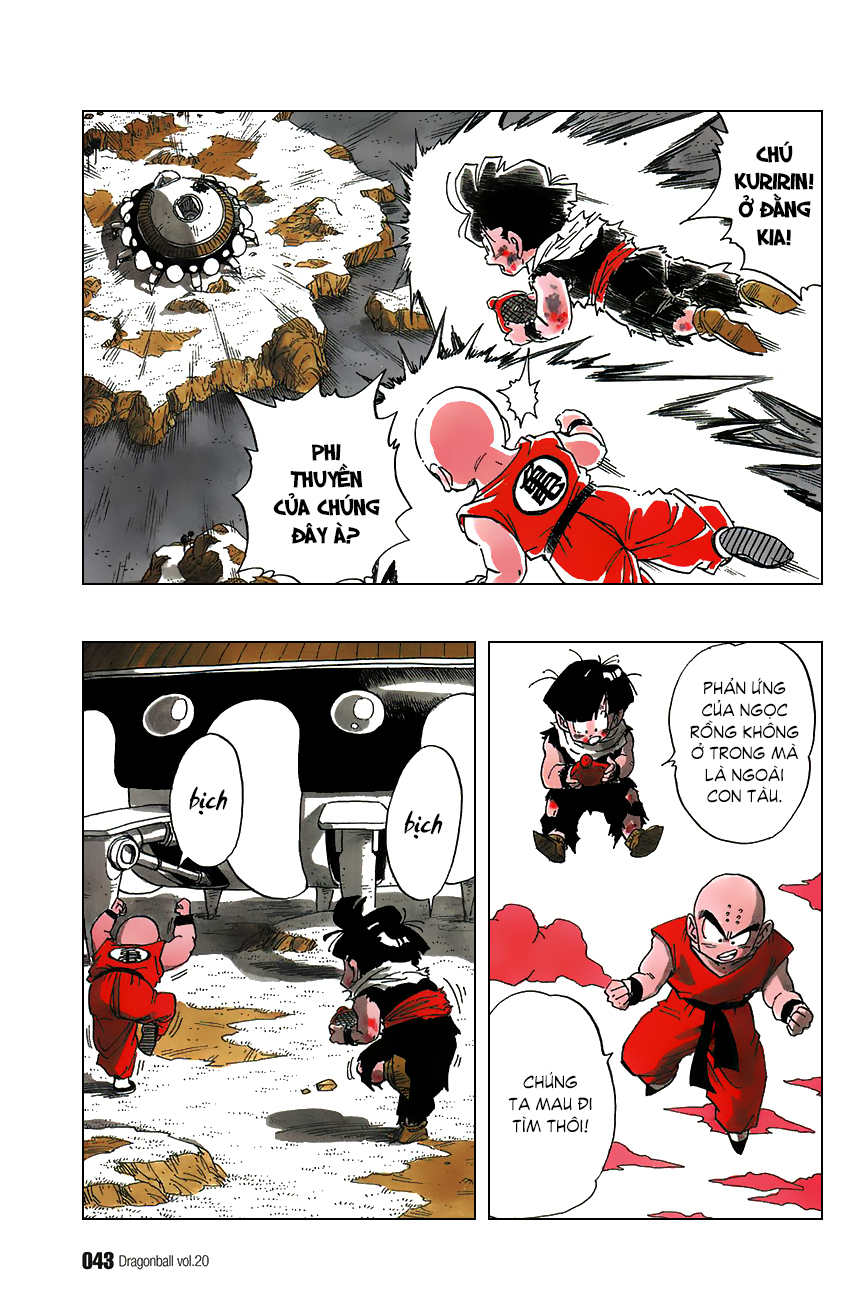 CHÚ
KURIRIN!
Ở ĐẰNG
KIA!
PHI
THUYỀN
CỦA CHÚNG
ĐÂY À?
bịch
bịch
PHẢN ỨNG
CỦA NGỌC
RỒNG KHÔNG
Ở TRONG MÀ
LÀ NGOÀI
CON TÀU.
CHÚNG
TA MAU ĐI
TÌM THÔI!
043 Dragonball vol.20